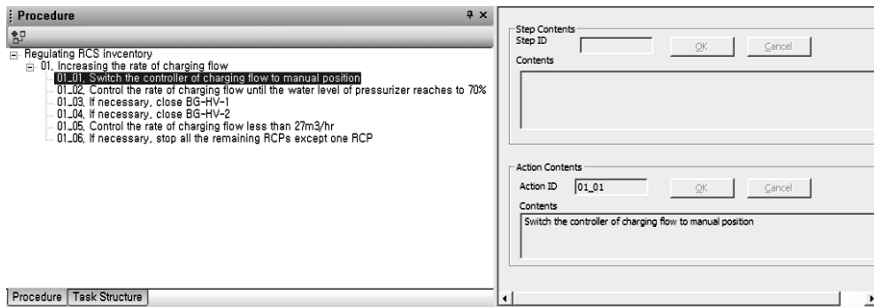 Procedure
Regulating RCS invcentory
01, Increasing the rate of charging flow
01_01, Switch the controller of charging flow to manual position
01_02, Control the rate of charging flow until the water level of pressurizer reaches to 70%
01_03, If necessary, close BG-HV-1
01_04, If necessary, close BG-HV-2
01_05, Control the rate of charging flow less than 27m3/hr
01_06, If necessary, stop all the remaining RCPs except one RCP
Procedure Task Structure
Step Contents
Step ID OK Cancel
Contents
Action Contents
Action ID 01_01 OK Cancel
Contents
Switch the controller of charging flow to manual position